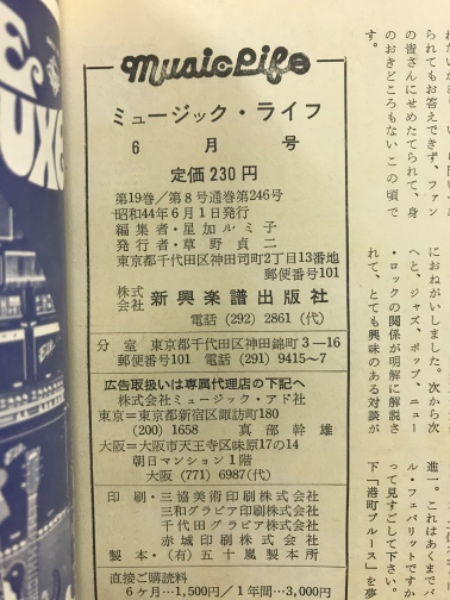 E
UXE
Music Life
ミュージック・ライフ
6 月 号
定価 230 円
第19巻/第8号通巻第246号
昭和44年6月1日発行
編集者・星加ルミ子
発行者・草野貞二
東京都千代田区神田司町2丁目13番地
郵便番号101
株式会社 新興楽譜出版社
電話 (292) 2861 (代)
分 室 東京都千代田区神田錦町3—16
郵便番号101 電話 (291) 9415〜7
広告取扱いは専属代理店の下記へ
株式会社ミュージック・アド社
東京=東京都新宿区諏訪町180
(200) 1658 真部幹雄
大阪=大阪市天王寺区味原17の14
朝日マンション1階
大阪 (771) 6987(代)
印 刷・三協美術印刷株式会社
三和グラビア印刷株式会社
千代田グラビア株式会社
赤城印刷株式会社
製 本・(有)五十嵐製本所
直接ご購読料
6ヶ月…1,500円/1年間…3,000円
られてもお答えできず、ファン
の皆さんにせめたてられて、身
のおきどころもないこの頃で
す。
におねがいしました。次から次
へと、ジャズ、ポップ、ニュー
・ロックの関係が明解に解説さ
れて、とても興味のある対談が
進一。これはあくまでパ
ル・フェバリットですか
って見すごして下さい。
下「港町ブルース」を夢